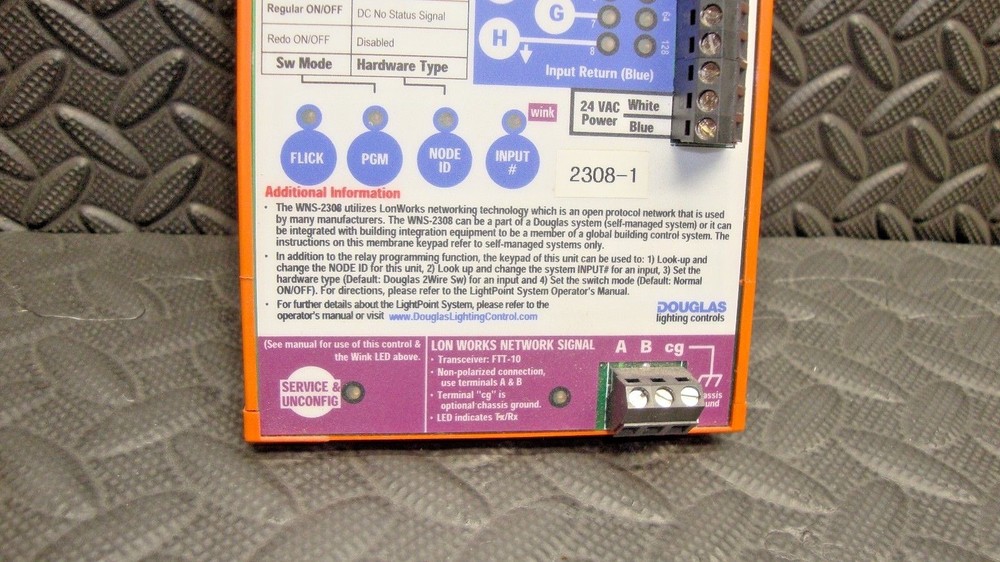 Regular ON/OFF DC No Status Signal
Redo ON/OFF Disabled
Sw Mode Hardware Type
G
7
64
H
8
128
Input Return (Blue)
24 VAC White
Power Blue
wink
FLICK
PGM
NODE
ID
INPUT
#
2308-1
Additional Information
• The WNS-2308 utilizes LonWorks networking technology which is an open protocol network that is used
by many manufacturers. The WNS-2308 can be a part of a Douglas system (self-managed system) or it can
be integrated with building integration equipment to be a member of a global building control system. The
instructions on this membrane keypad refer to self-managed systems only.
• In addition to the relay programming function, the keypad of this unit can be used to: 1) Look-up and
change the NODE ID for this unit, 2) Look up and change the system INPUT# for an input, 3) Set the
hardware type (Default: Douglas 2Wire Sw) for an input and 4) Set the switch mode (Default: Normal
ON/OFF). For directions, please refer to the LightPoint System Operator's Manual.
• For further details about the LightPoint System, please refer to the
operator's manual or visit www.DouglasLightingControl.com
DOUGLAS
lighting controls
(See manual for use of this control &
the Wink LED above.
SERVICE &
UNCONFIG
LON WORKS NETWORK SIGNAL
• Transceiver: FTT-10
• Non-polarized connection,
use terminals A & B
• Terminal "cg" is
optional chassis ground.
• LED indicates Tx/Rx
A B cg